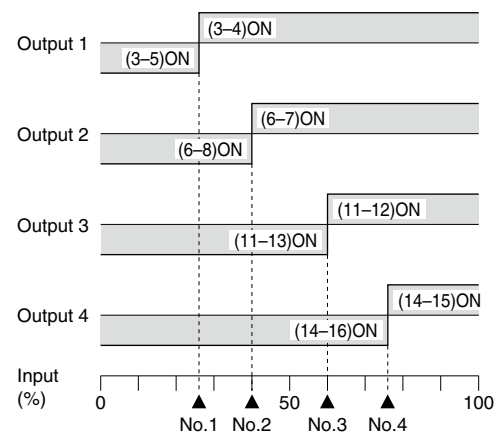 (3–4)ON
Output 1
(3–5)ON
(6–7)ON
Output 2
(6–8)ON
(11–12)ON
Output 3
(11–13)ON
(14–15)ON
Output 4
(14–16)ON
Input
(%)
0
50
100
▲ ▲ ▲ ▲
No.1 No.2 No.3 No.4